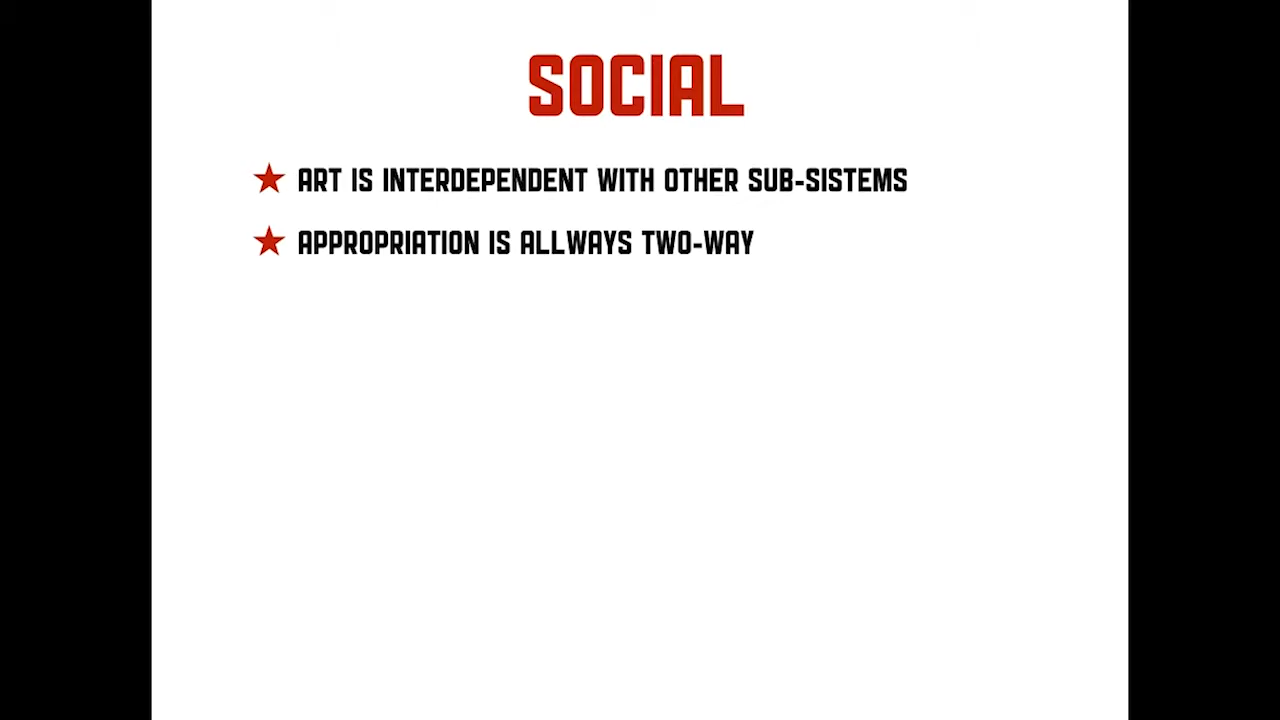 SOCIAL
★ ART IS INTERDEPENDENT WITH OTHER SUB-SISTEMS
★ APPROPRIATION IS ALLWAYS TWO-WAY